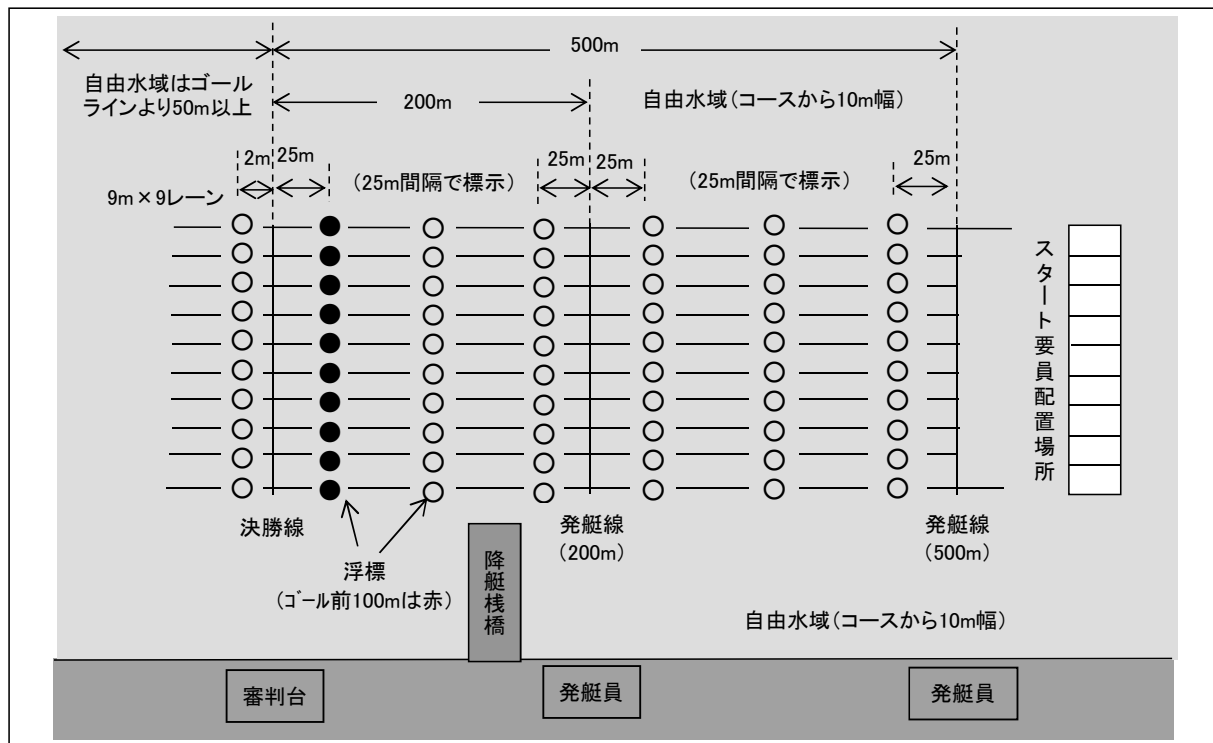 500m
自由水域はゴール
ラインより50m以上
200m
自由水域(コースから10m幅)
2m
25m
25m
25m
25m
(25m間隔で標示)
(25m間隔で標示)
9m×9レーン
スタート要員配置場所
決勝線
発艇線
(200m)
発艇線
(500m)
浮標
(ｺﾞｰﾙ前100mは赤)
降艇桟橋
自由水域(コースから10m幅)
審判台
発艇員
発艇員